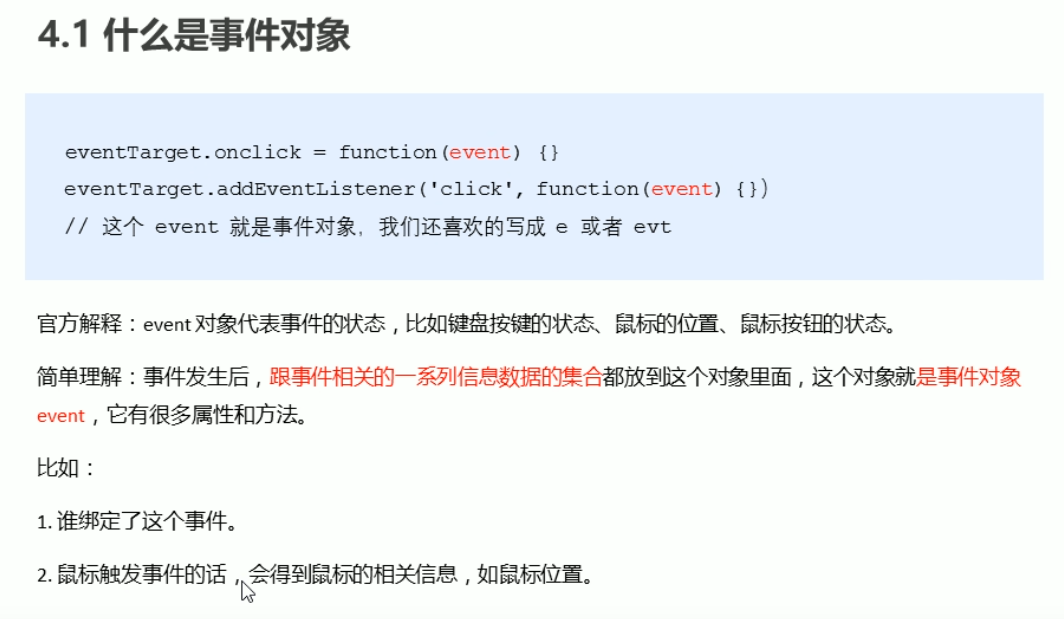 4.1 什么是事件对象
eventTarget.onclick = function(event) {}
eventTarget.addEventListener('click', function(event) {})
// 这个 event 就是事件对象，我们还喜欢的写成 e 或者 evt
官方解释：event 对象代表事件的状态，比如键盘按键的状态、鼠标的位置、鼠标按钮的状态。
简单理解：事件发生后，跟事件相关的一系列信息数据的集合都放到这个对象里面，这个对象就是事件对象
event，它有很多属性和方法。
比如：
1. 谁绑定了这个事件。
2. 鼠标触发事件的话，会得到鼠标的相关信息，如鼠标位置。